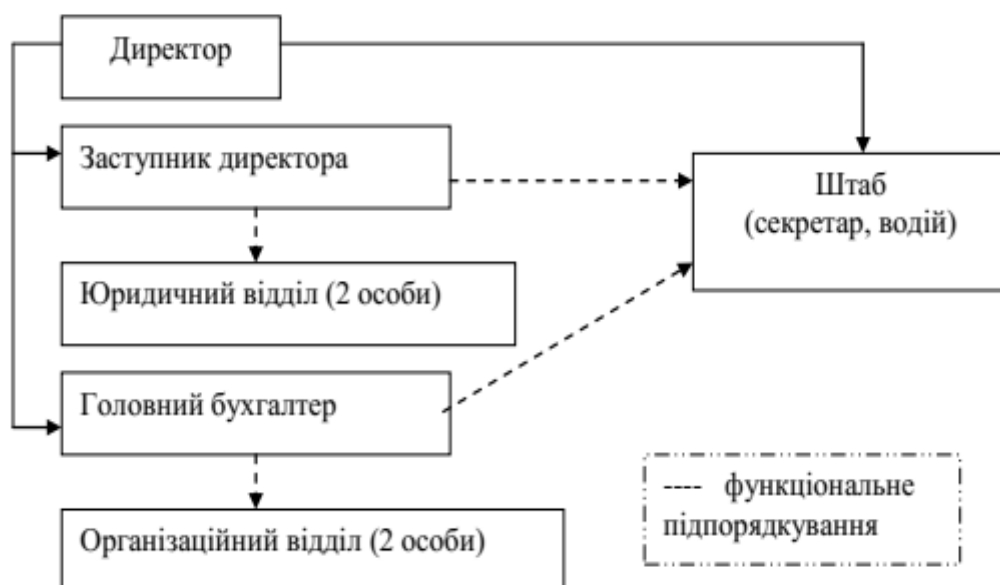 Директор
Заступник директора
Штаб
(секретар, водій)
Юридичний відділ (2 особи)
Головний бухгалтер
---- функціональне
підпорядкування
Організаційний відділ (2 особи)